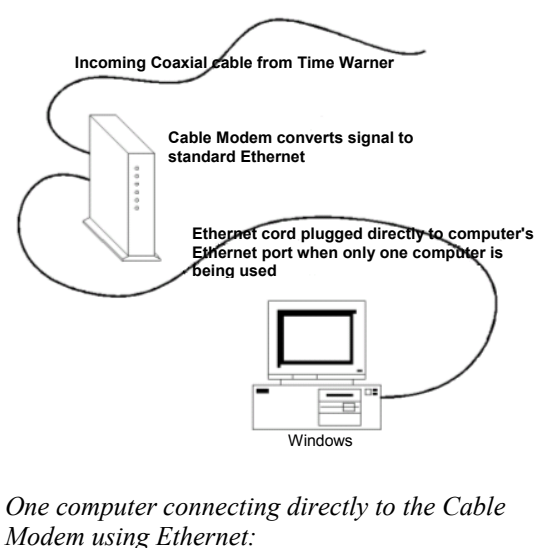 Incoming Coaxial cable from Time Warner
Cable Modem converts signal to
standard Ethernet
Ethernet cord plugged directly to computer's
Ethernet port when only one computer is
being used
Windows
One computer connecting directly to the Cable
Modem using Ethernet: